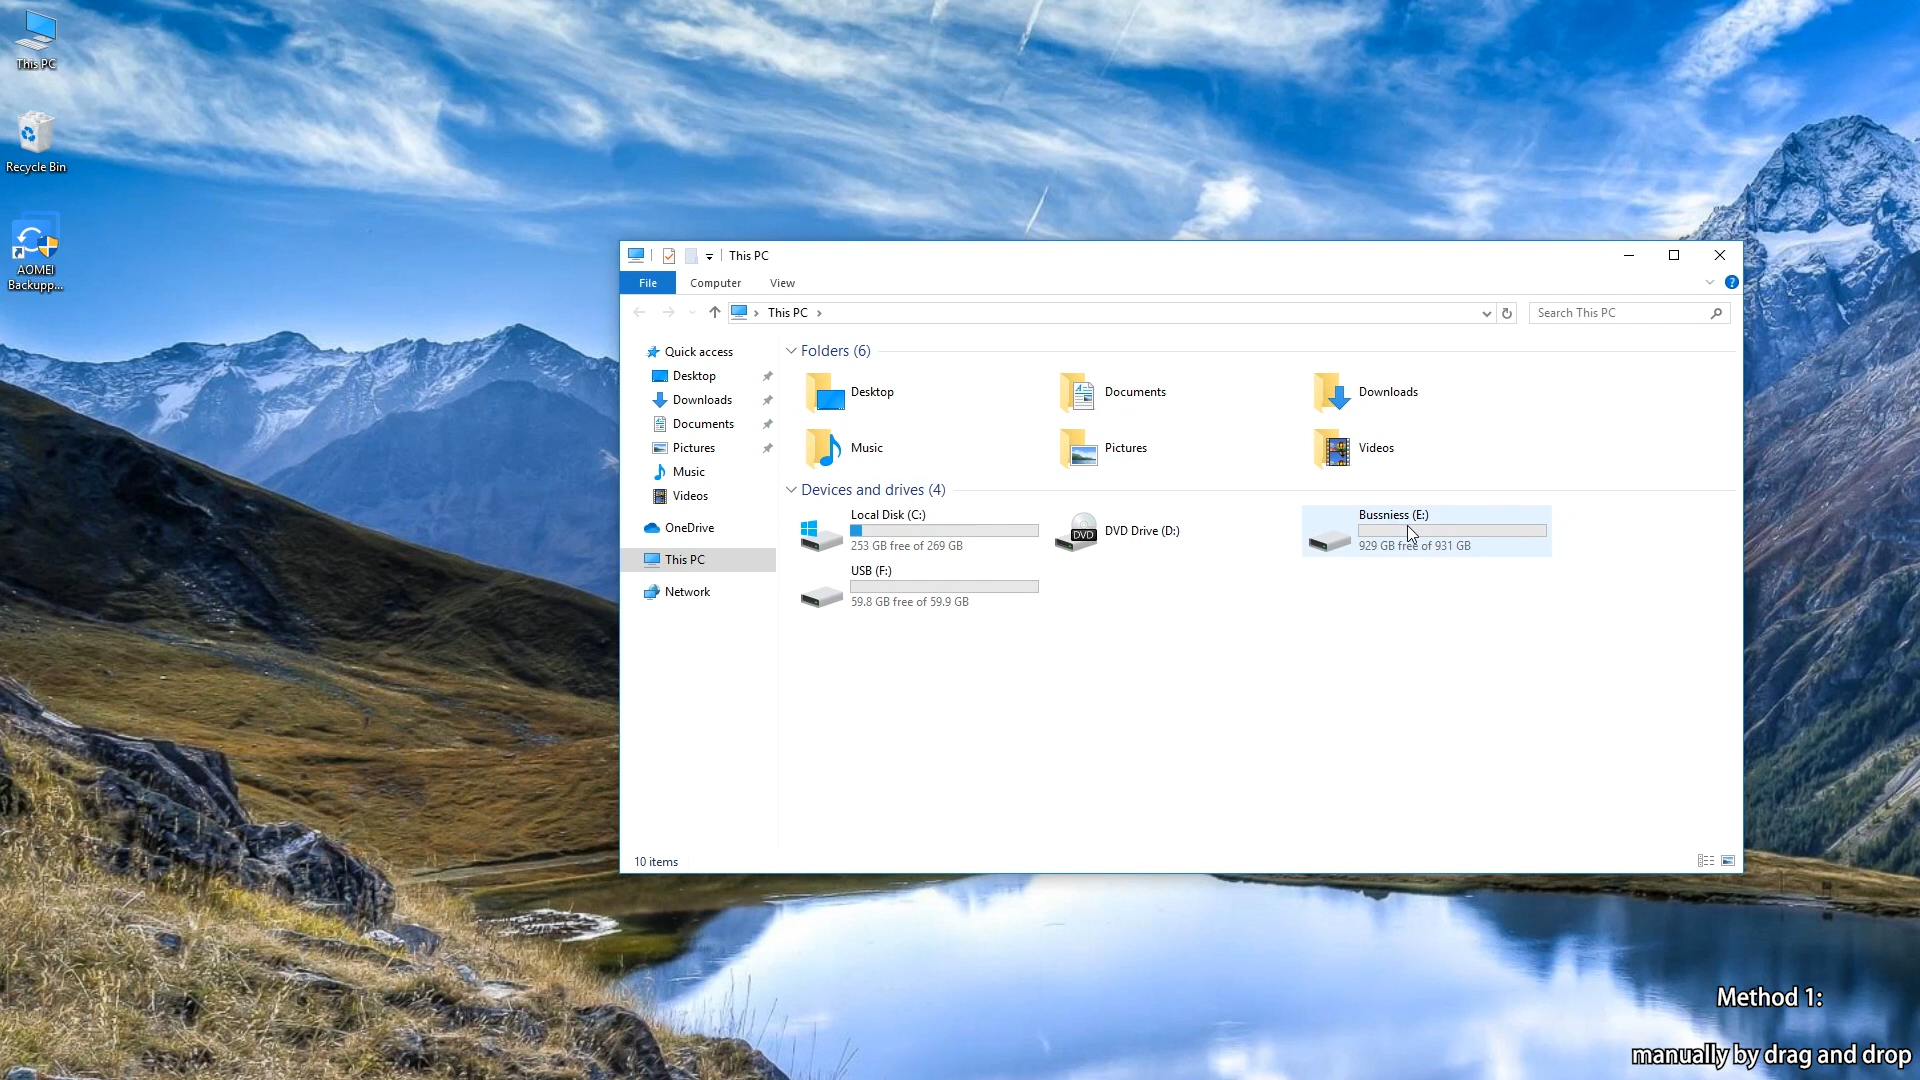 This PC
Recycle Bin
AOMEI
Backupp...
This PC
File
Computer
View
This PC
Search This PC
Quick access
Desktop
Downloads
Documents
Pictures
Music
Videos
OneDrive
This PC
Network
Folders (6)
Desktop
Documents
Downloads
Music
Pictures
Videos
Devices and drives (4)
Local Disk (C:)
253 GB free of 269 GB
DVD
DVD Drive (D:)
Bussniess (E:)
929 GB free of 931 GB
USB (F:)
59.8 GB free of 59.9 GB
10 items
Method 1:
manually by drag and drop